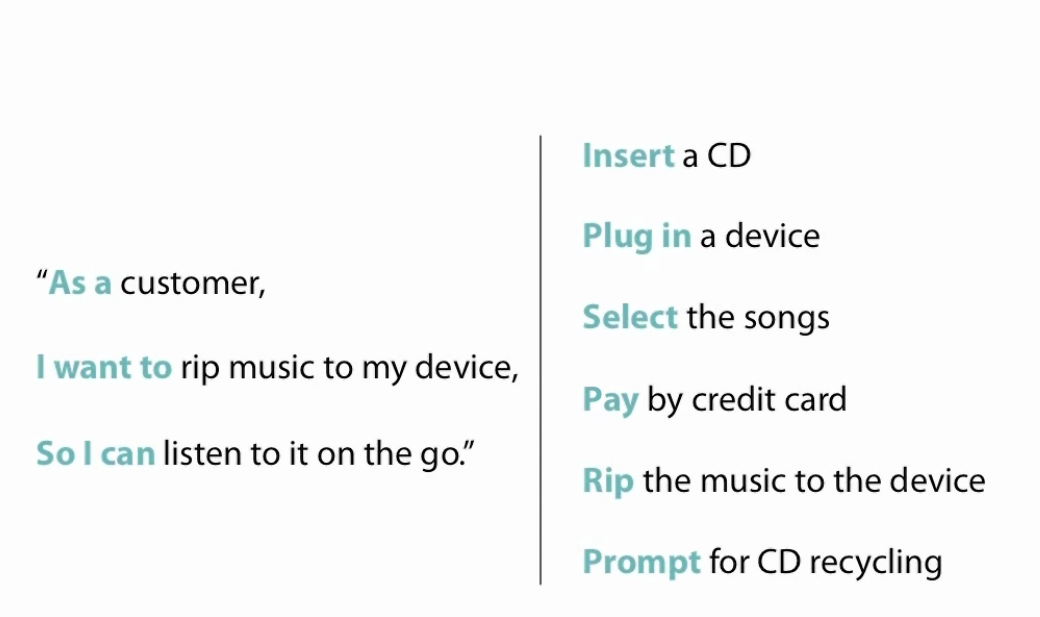 “As a customer,
I want to rip music to my device,
So I can listen to it on the go.”
Insert a CD
Plug in a device
Select the songs
Pay by credit card
Rip the music to the device
Prompt for CD recycling